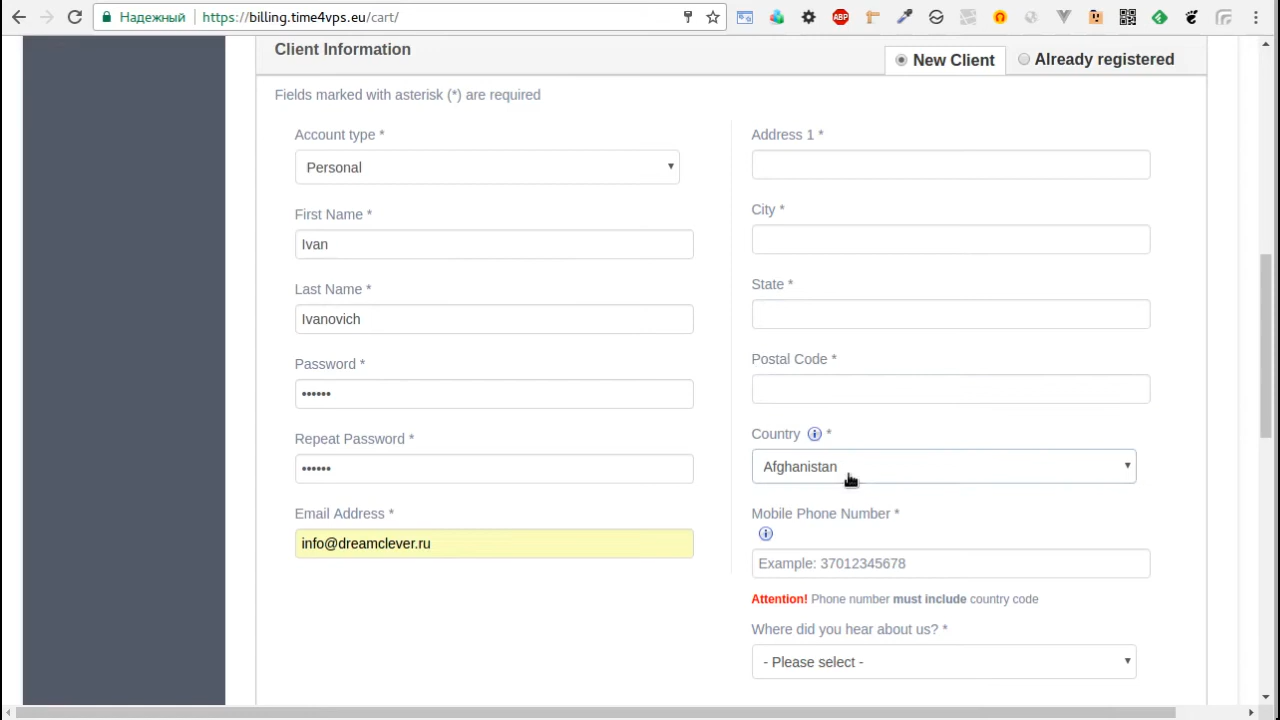 Надежный https://billing.time4vps.eu/cart/
ABP
Client Information
New Client
Already registered
Fields marked with asterisk (*) are required
Account type *
Personal
First Name *
Ivan
Last Name *
Ivanovich
Password *
••••••
Repeat Password *
••••••
Email Address *
info@dreamclever.ru
Address 1 *
City *
State *
Postal Code *
Country i *
Afghanistan
Mobile Phone Number *
i
Example: 37012345678
Attention! Phone number must include country code
Where did you hear about us? *
- Please select -